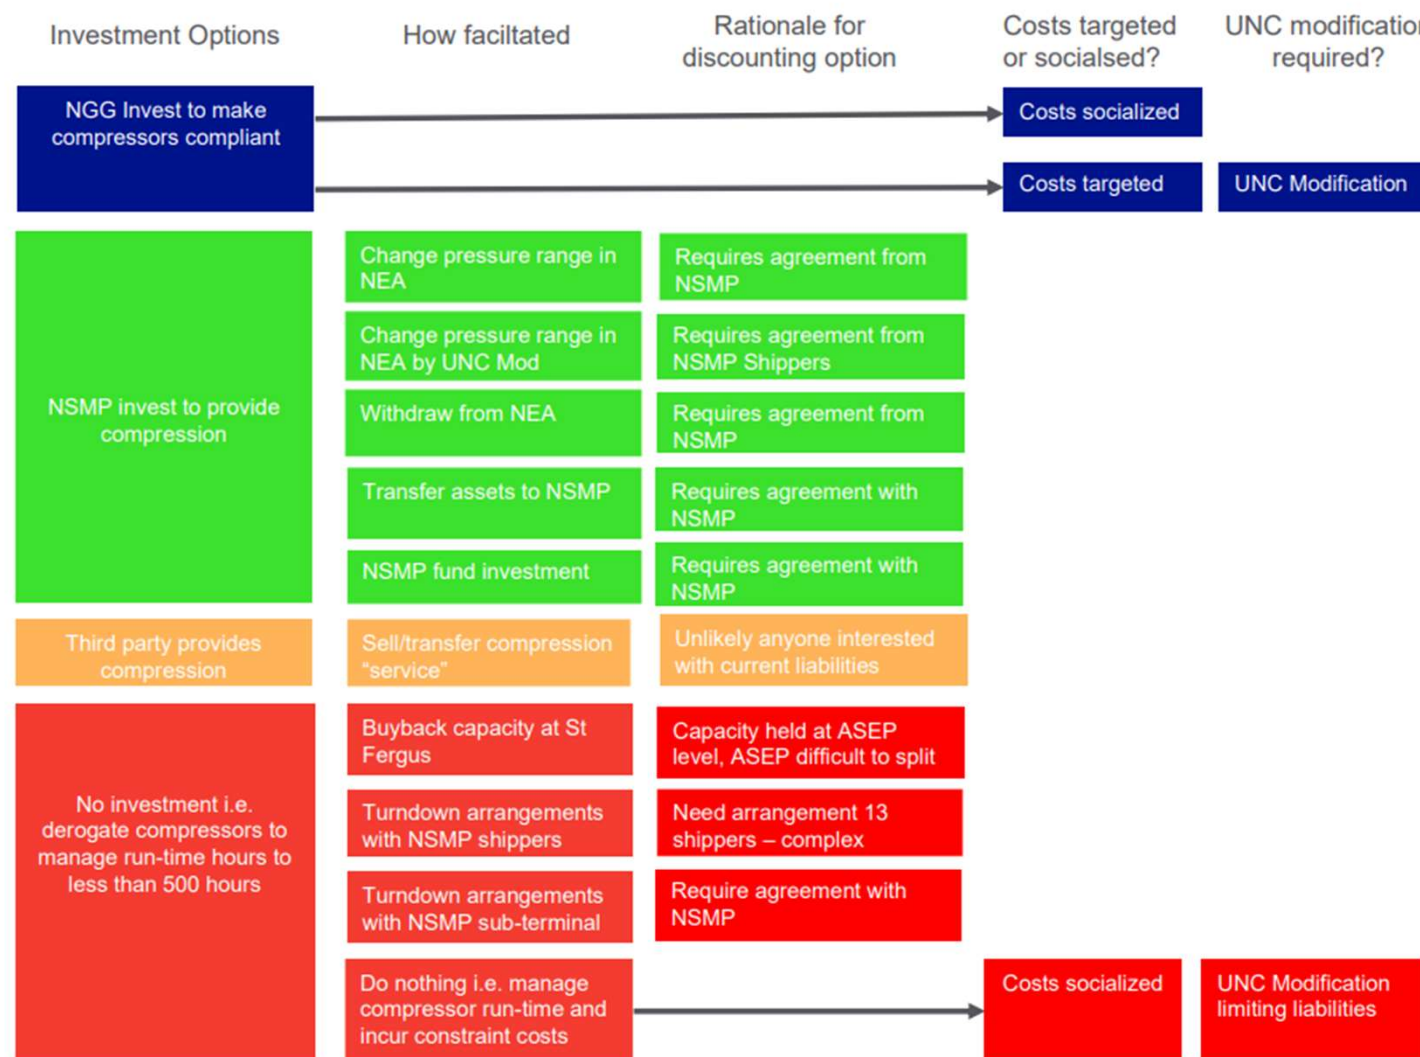 Investment Options
How faciltated
Rationale for
discounting option
Costs targeted
or socialsed?
UNC modification
required?
NGG Invest to make
compressors compliant
Costs socialized
Costs targeted
UNC Modification
NSMP invest to provide
compression
Change pressure range in
NEA
Requires agreement from
NSMP
Change pressure range in
NEA by UNC Mod
Requires agreement from
NSMP Shippers
Withdraw from NEA
Requires agreement from
NSMP
Transfer assets to NSMP
Requires agreement with
NSMP
NSMP fund investment
Requires agreement with
NSMP
Third party provides
compression
Sell/transfer compression
“service”
Unlikely anyone interested
with current liabilities
No investment i.e.
derogate compressors to
manage run-time hours to
less than 500 hours
Buyback capacity at St
Fergus
Capacity held at ASEP
level, ASEP difficult to split
Turndown arrangements
with NSMP shippers
Need arrangement 13
shippers – complex
Turndown arrangements
with NSMP sub-terminal
Require agreement with
NSMP
Do nothing i.e. manage
compressor run-time and
incur constraint costs
Costs socialized
UNC Modification
limiting liabilities